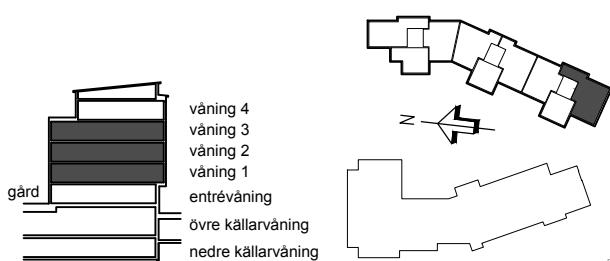 våning 4
våning 3
våning 2
våning 1
gård
entrévåning
övre källarvåning
nedre källarvåning
N